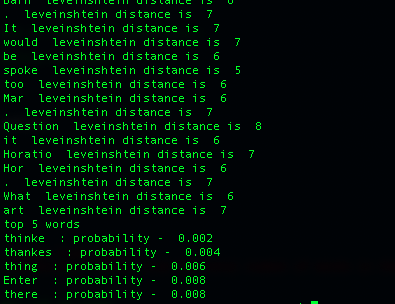 Barn  leveinshtein distance is  6
.  leveinshtein distance is  7
It  leveinshtein distance is  7
would  leveinshtein distance is  7
be  leveinshtein distance is  6
spoke  leveinshtein distance is  5
too  leveinshtein distance is  6
Mar  leveinshtein distance is  6
.  leveinshtein distance is  7
Question  leveinshtein distance is  8
it  leveinshtein distance is  6
Horatio  leveinshtein distance is  7
Hor  leveinshtein distance is  6
.  leveinshtein distance is  7
What  leveinshtein distance is  6
art  leveinshtein distance is  7
top 5 words
thinke  : probability -  0.002
thankes  : probability -  0.004
thing  : probability -  0.006
Enter  : probability -  0.008
there  : probability -  0.008